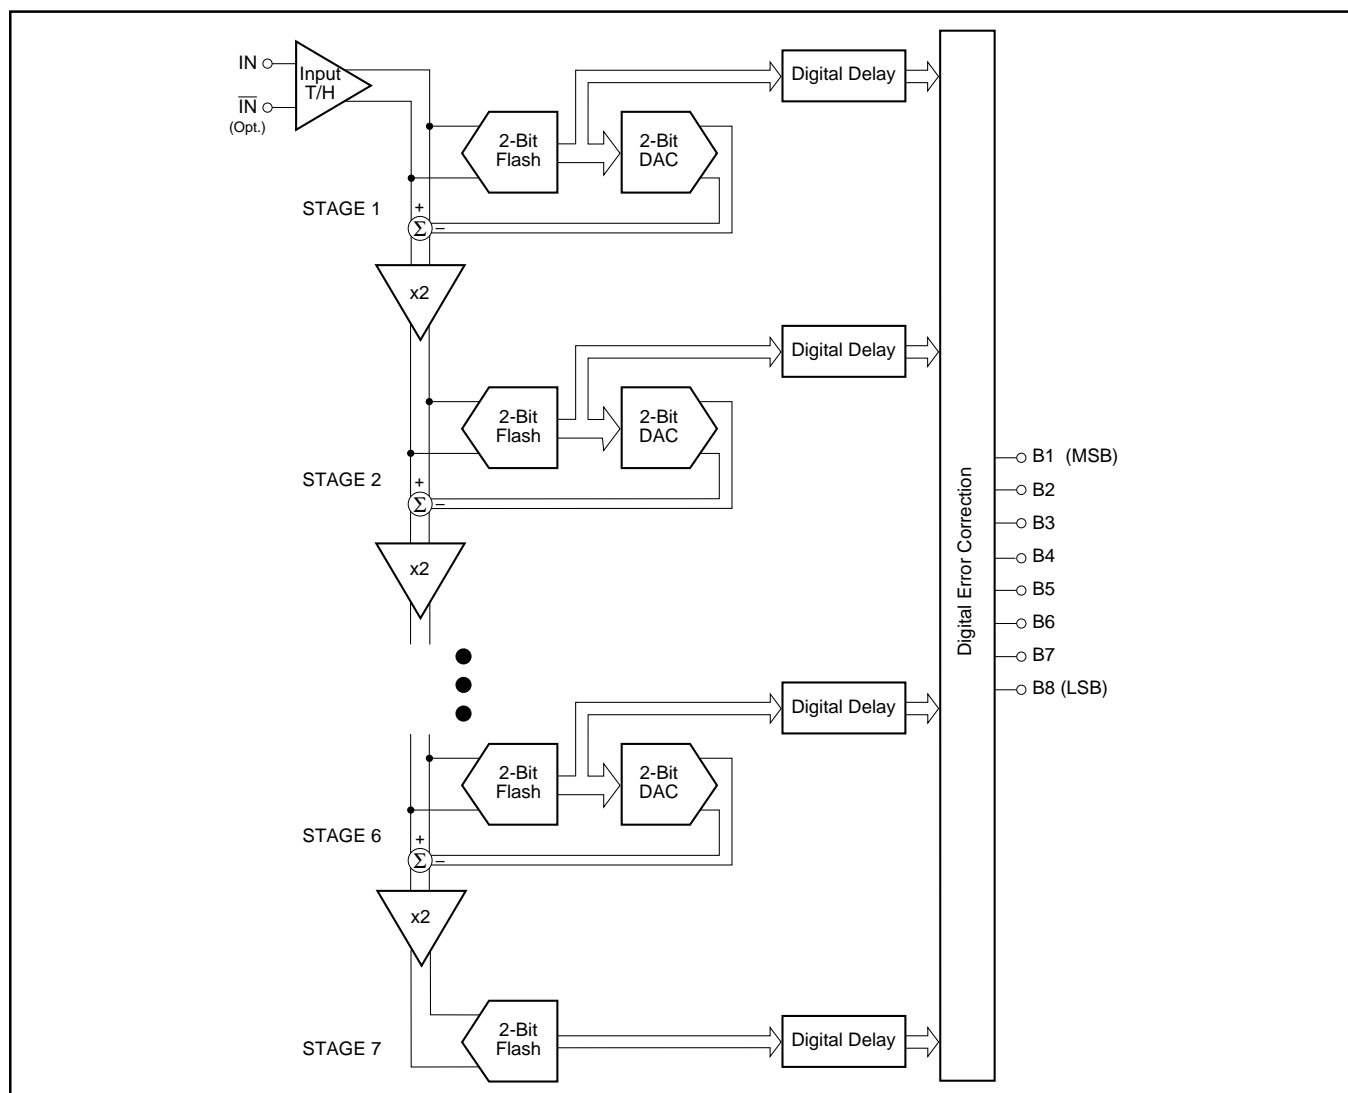 IN
Input
T/H
I̅N̅
(Opt.)
Digital Delay
2-Bit
Flash
2-Bit
DAC
STAGE 1
+
Σ
–
x2
Digital Delay
2-Bit
Flash
2-Bit
DAC
STAGE 2
+
Σ
–
x2
Digital Delay
2-Bit
Flash
2-Bit
DAC
STAGE 6
+
Σ
–
x2
STAGE 7
2-Bit
Flash
Digital Delay
Digital Error Correction
B1 (MSB)
B2
B3
B4
B5
B6
B7
B8 (LSB)